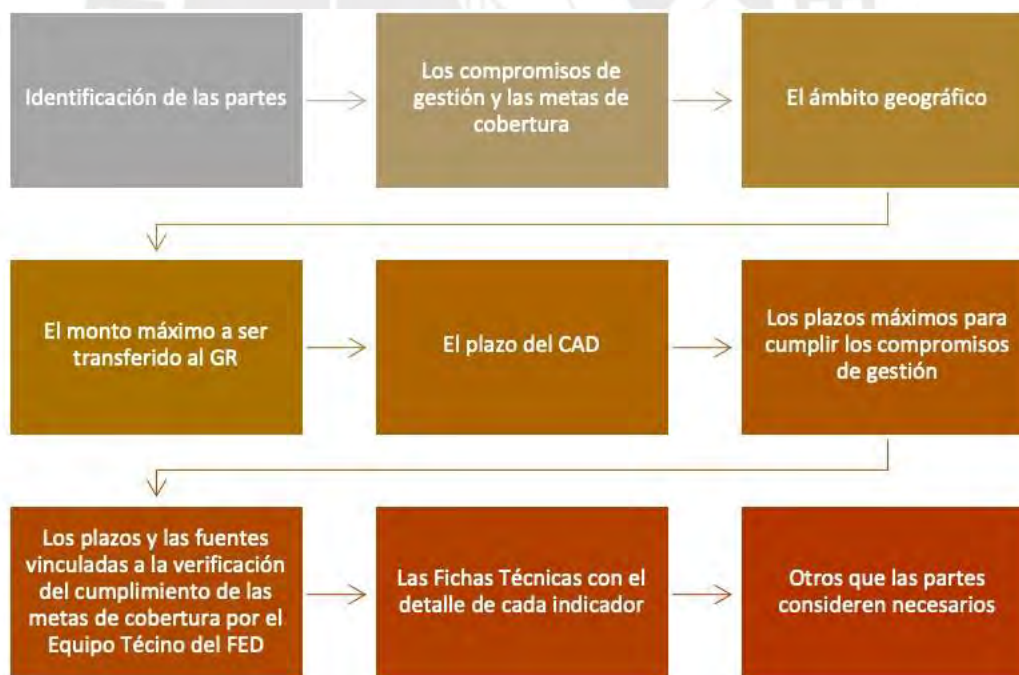 Identificación de las partes
Los compromisos de
gestión y las metas de
cobertura
El ámbito geográfico
El monto máximo a ser
transferido al GR
El plazo del CAD
Los plazos máximos para
cumplir los compromisos
de gestión
Los plazos y las fuentes
vinculadas a la verificación
del cumplimiento de las
metas de cobertura por el
Equipo Técino del FED
Las Fichas Técnicas con el
detalle de cada indicador
Otros que las partes
consideren necesarios